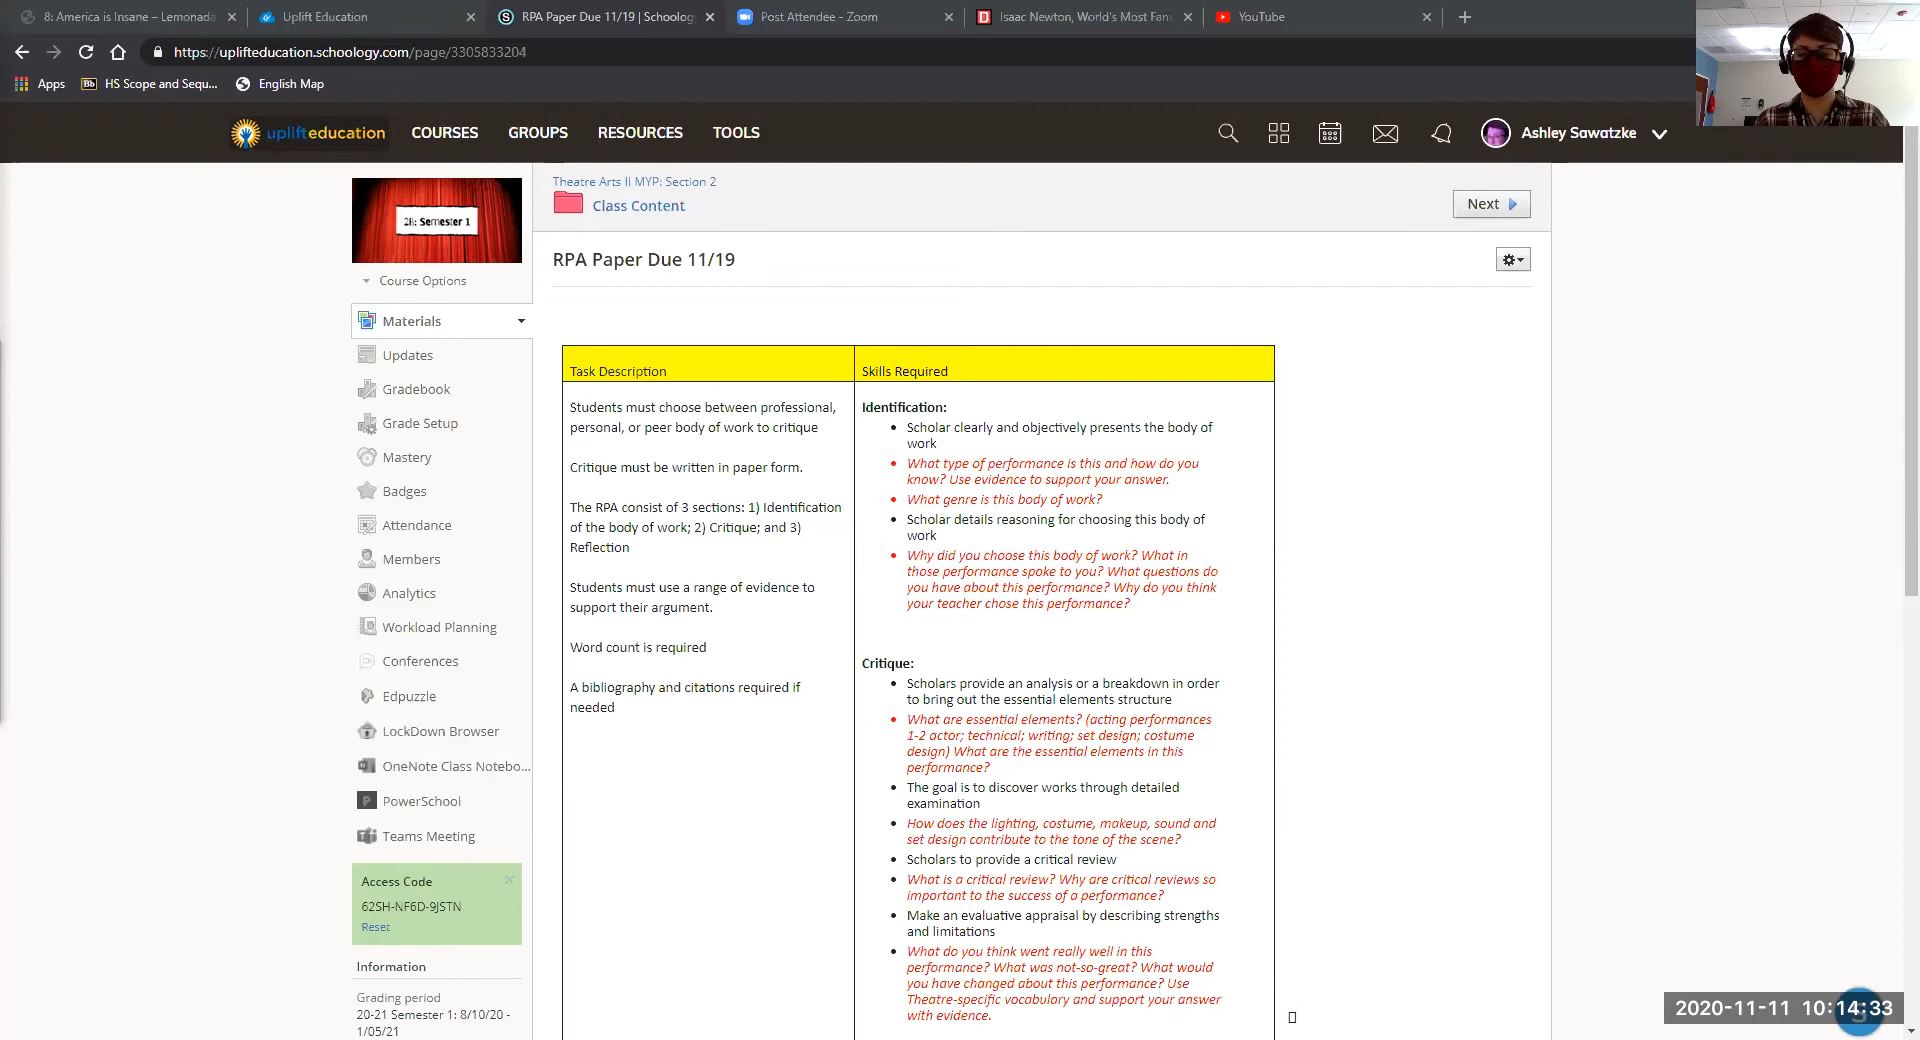 8: America is Insane – Lemonada
Uplift Education
RPA Paper Due 11/19 | Schoolog
Post Attendee - Zoom
Isaac Newton, World's Most Fam
YouTube
https://uplifteducation.schoology.com/page/3305833204
Apps
HS Scope and Sequ...
English Map
uplifteducation
COURSES
GROUPS
RESOURCES
TOOLS
Ashley Sawatzke
2B: Semester 1
Course Options
Materials
Updates
Gradebook
Grade Setup
Mastery
Badges
Attendance
Members
Analytics
Workload Planning
Conferences
Edpuzzle
LockDown Browser
OneNote Class Notebo...
PowerSchool
Teams Meeting
Access Code
62SH-NF6D-9JSTN
Reset
Information
Grading period
20-21 Semester 1: 8/10/20 -
1/05/21
Theatre Arts II MYP: Section 2
Class Content
Next
RPA Paper Due 11/19
Task Description
Students must choose between professional,
personal, or peer body of work to critique
Critique must be written in paper form.
The RPA consist of 3 sections: 1) Identification
of the body of work; 2) Critique; and 3)
Reflection
Students must use a range of evidence to
support their argument.
Word count is required
A bibliography and citations required if
needed
Skills Required
Identification:
• Scholar clearly and objectively presents the body of
work
• What type of performance is this and how do you
know? Use evidence to support your answer.
• What genre is this body of work?
• Scholar details reasoning for choosing this body of
work
• Why did you choose this body of work? What in
those performance spoke to you? What questions do
you have about this performance? Why do you think
your teacher chose this performance?
Critique:
• Scholars provide an analysis or a breakdown in order
to bring out the essential elements structure
• What are essential elements? (acting performances
1-2 actor; technical; writing; set design; costume
design) What are the essential elements in this
performance?
• The goal is to discover works through detailed
examination
• How does the lighting, costume, makeup, sound and
set design contribute to the tone of the scene?
• Scholars to provide a critical review
• What is a critical review? Why are critical reviews so
important to the success of a performance?
• Make an evaluative appraisal by describing strengths
and limitations
• What do you think went really well in this
performance? What was not-so-great? What would
you have changed about this performance? Use
Theatre-specific vocabulary and support your answer
with evidence.
2020-11-11 10:14:33